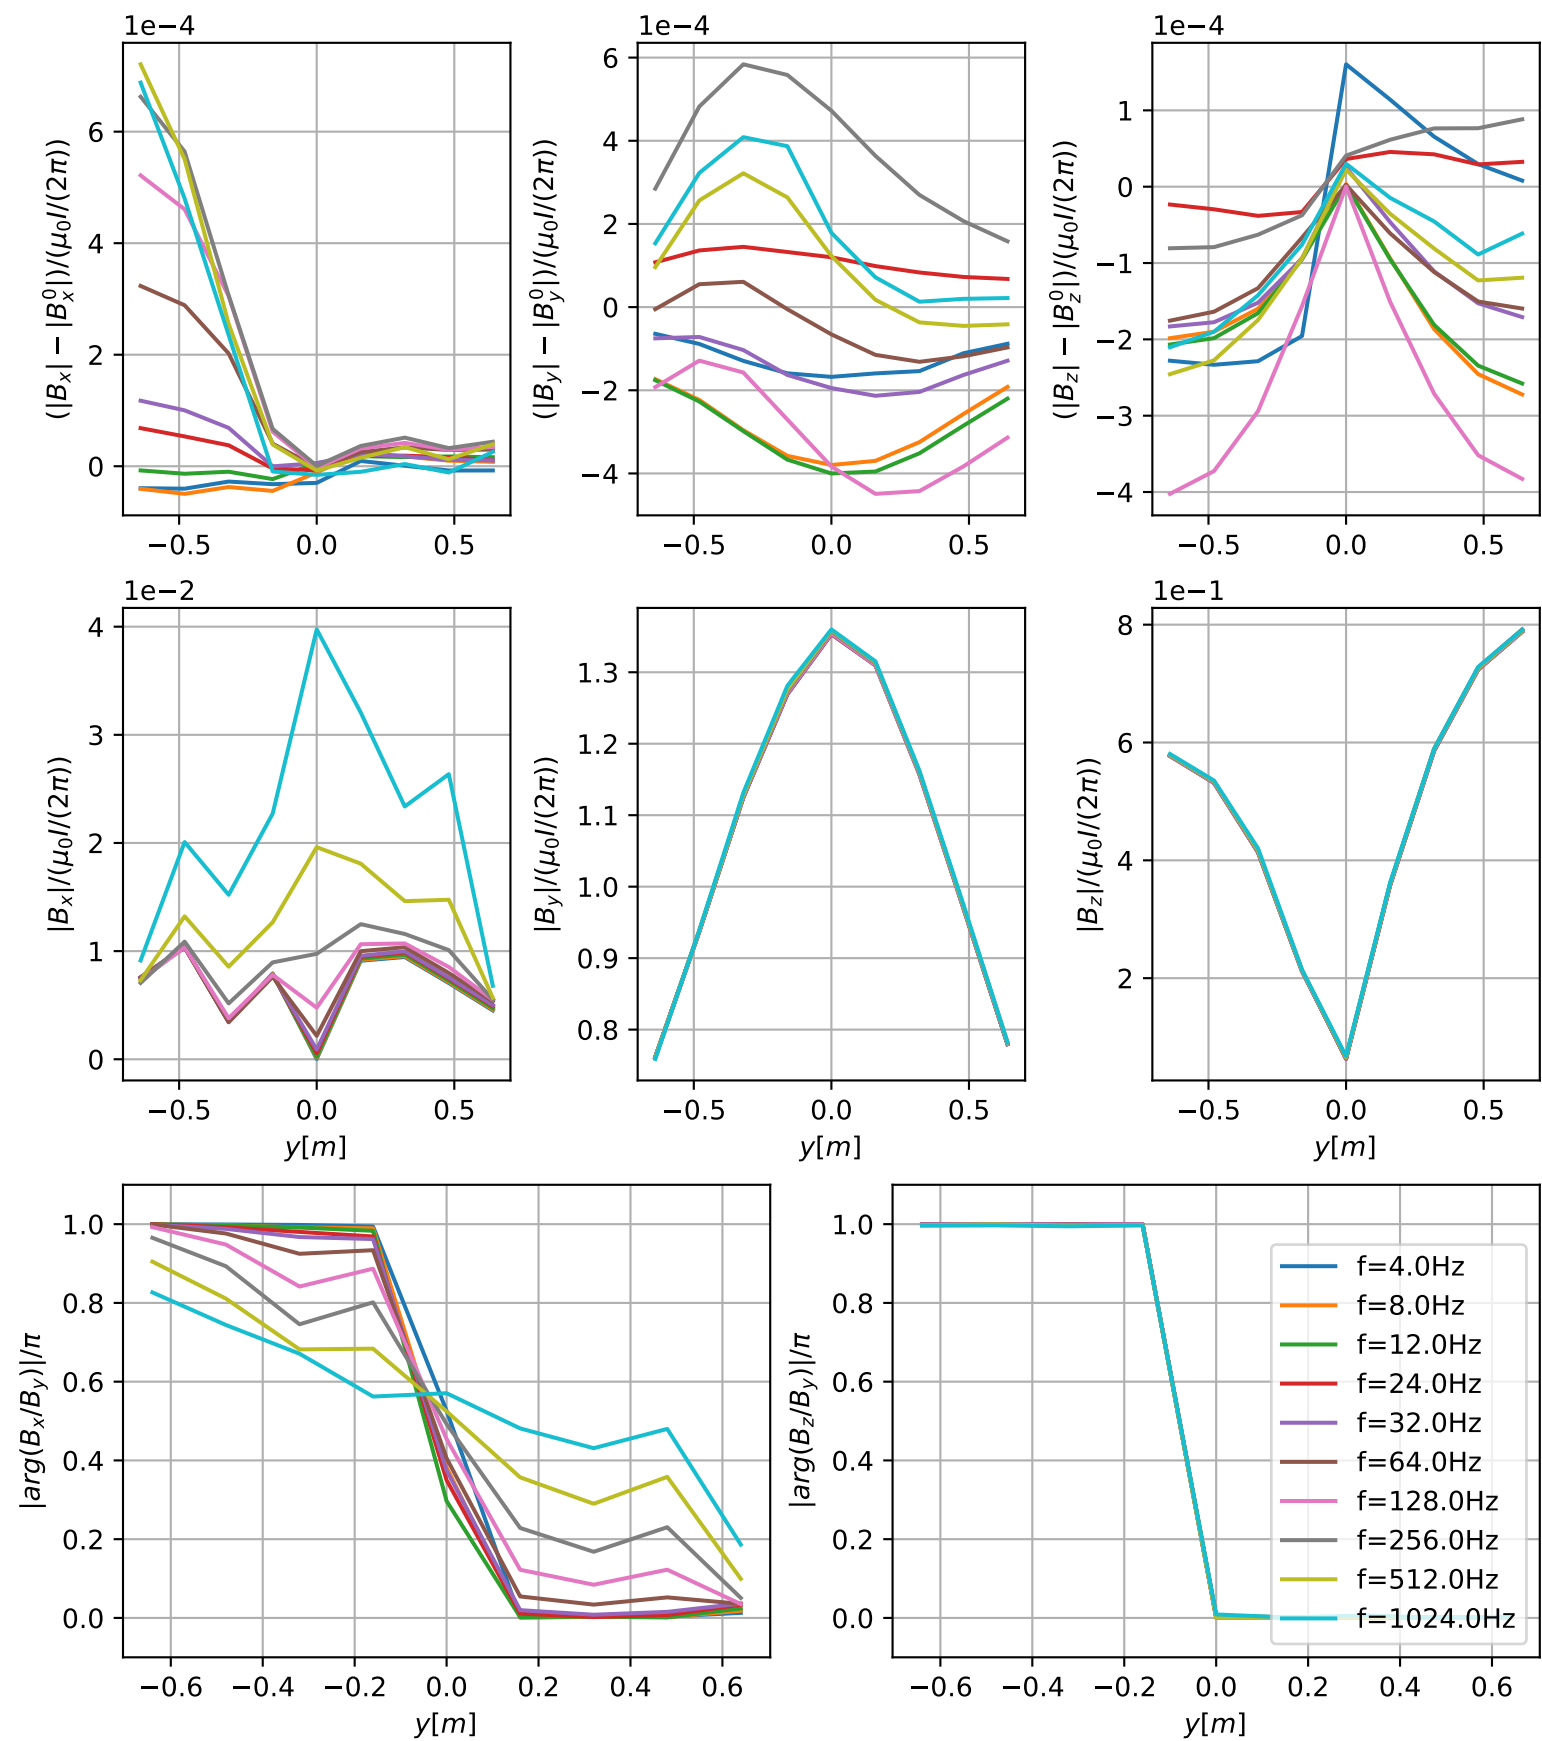 1e−4 1e−4 1e−4
(|B_x| − |B_x^0|)/(μ_0I/(2π))
6
4
2
0
−0.5 0.0 0.5
(|B_y| − |B_y^0|)/(μ_0I/(2π))
6
4
2
0
−2
−4
−0.5 0.0 0.5
(|B_z| − |B_z^0|)/(μ_0I/(2π))
1
0
−1
−2
−3
−4
−0.5 0.0 0.5
1e−2
|B_x|/(μ_0I/(2π))
4
3
2
1
0
−0.5 0.0 0.5
y[m]
|B_y|/(μ_0I/(2π))
1.3
1.2
1.1
1.0
0.9
0.8
−0.5 0.0 0.5
y[m]
1e−1
|B_z|/(μ_0I/(2π))
8
6
4
2
−0.5 0.0 0.5
y[m]
|arg(B_x/B_y)|/π
1.0
0.8
0.6
0.4
0.2
0.0
−0.6 −0.4 −0.2 0.0 0.2 0.4 0.6
y[m]
|arg(B_z/B_y)|/π
1.0
0.8
0.6
0.4
0.2
0.0
−0.6 −0.4 −0.2 0.0 0.2 0.4 0.6
y[m]
f=4.0Hz
f=8.0Hz
f=12.0Hz
f=24.0Hz
f=32.0Hz
f=64.0Hz
f=128.0Hz
f=256.0Hz
f=512.0Hz
f=1024.0Hz